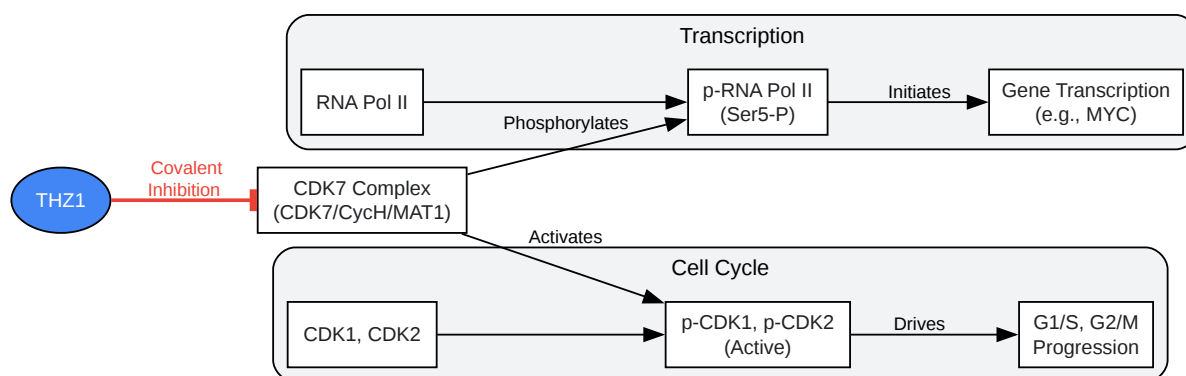 Transcription
RNA Pol II
p-RNA Pol II
(Ser5-P)
Initiates
Gene Transcription
(e.g., MYC)
Phosphorylates
Covalent
Inhibition
THZ1
CDK7 Complex
(CDK7/CycH/MAT1)
Activates
Cell Cycle
CDK1, CDK2
p-CDK1, p-CDK2
(Active)
Drives
G1/S, G2/M
Progression